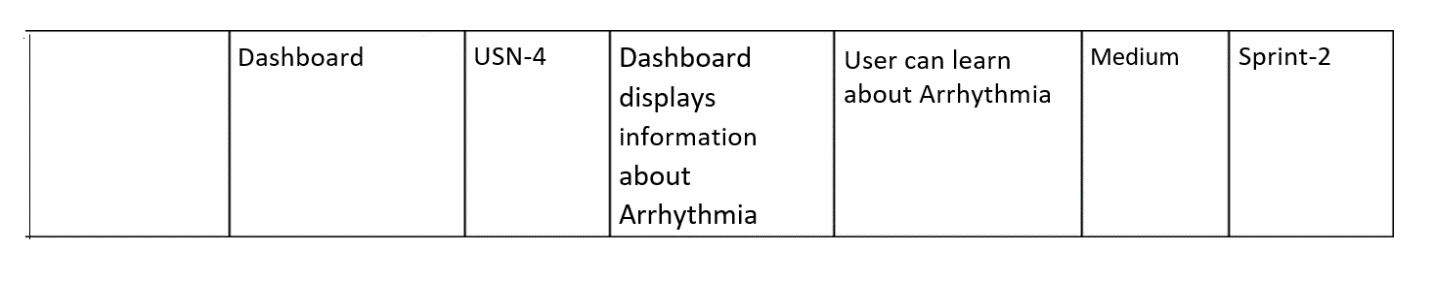 Dashboard
USN-4
Dashboard
displays
information
about
Arrhythmia
User can learn
about Arrhythmia
Medium
Sprint-2